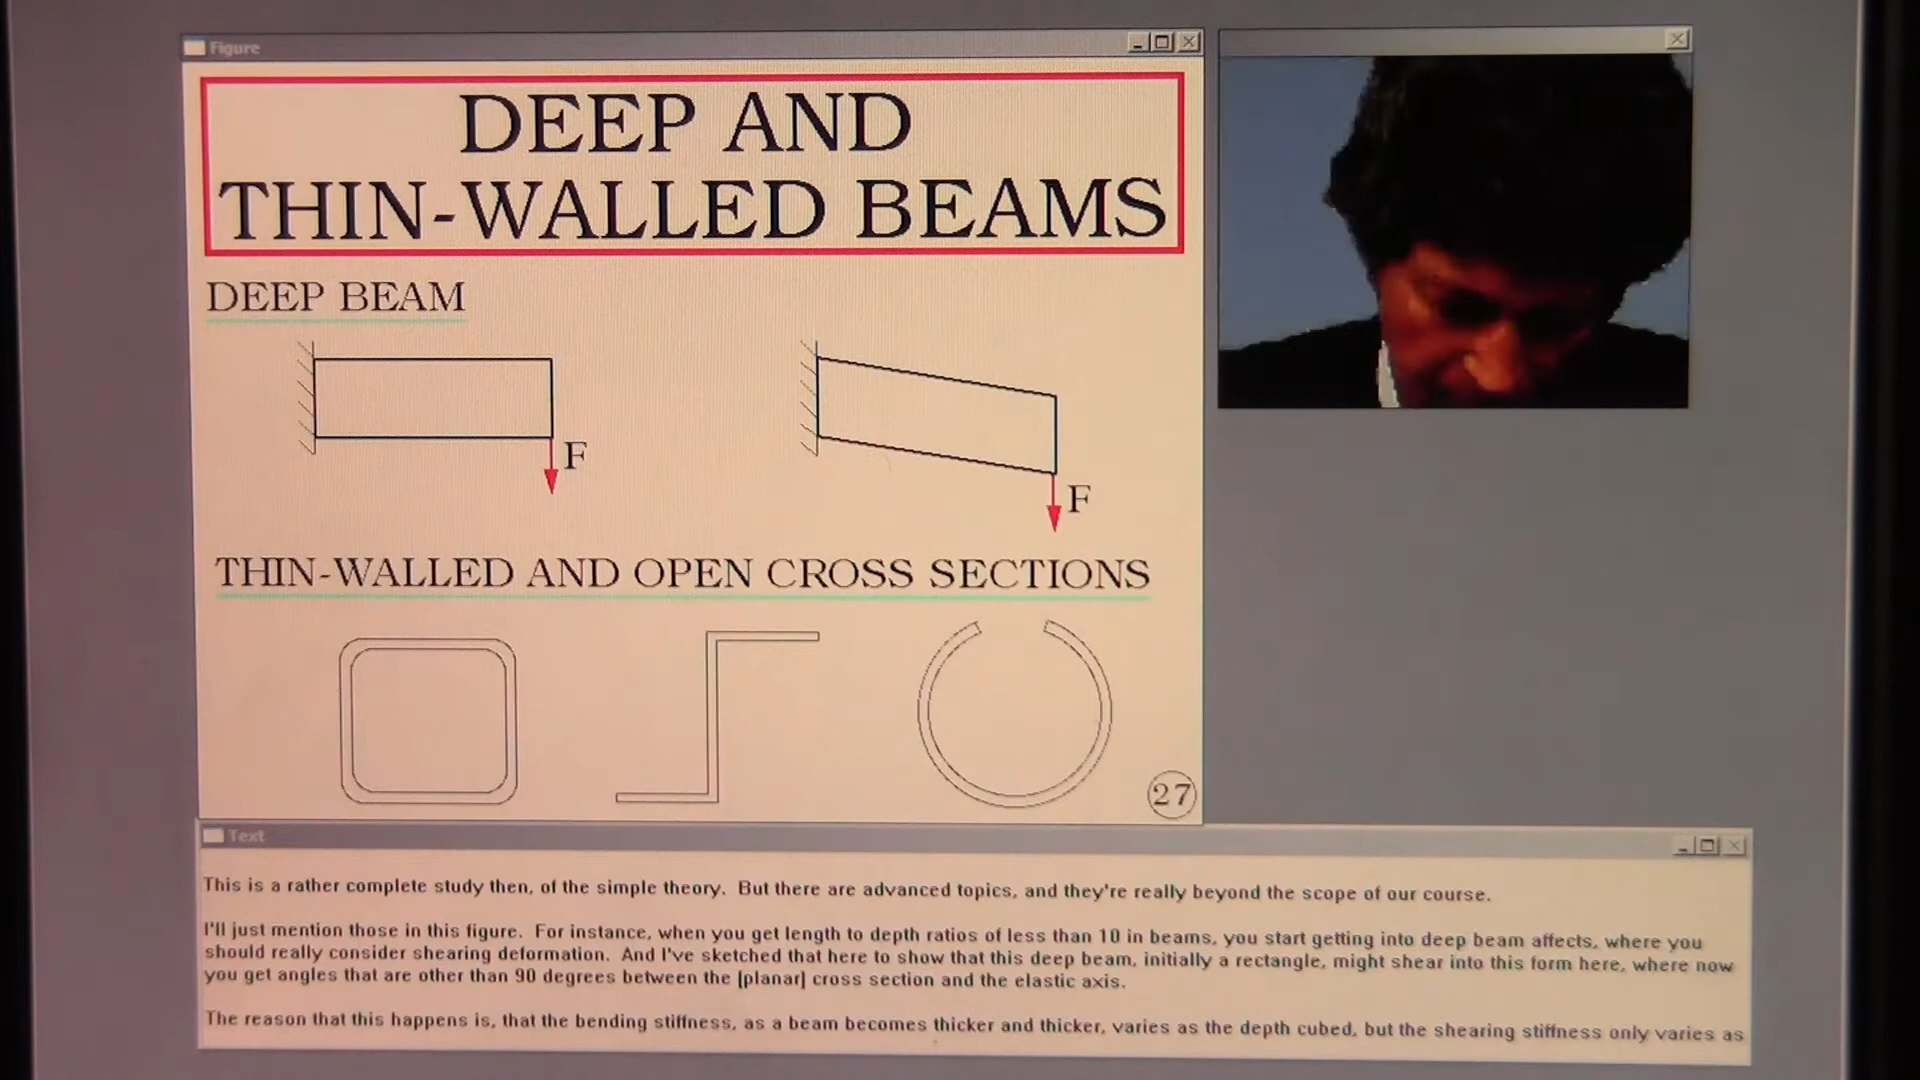 Figure
DEEP AND
THIN-WALLED BEAMS
DEEP BEAM
F
F
THIN-WALLED AND OPEN CROSS SECTIONS
27
Text
This is a rather complete study then, of the simple theory. But there are advanced topics, and they're really beyond the scope of our course.
I'll just mention those in this figure. For instance, when you get length to depth ratios of less than 10 in beams, you start getting into deep beam affects, where you
should really consider shearing deformation. And I've sketched that here to show that this deep beam, initially a rectangle, might shear into this form here, where now
you get angles that are other than 90 degrees between the [planar] cross section and the elastic axis.
The reason that this happens is, that the bending stiffness, as a beam becomes thicker and thicker, varies as the depth cubed, but the shearing stiffness only varies as